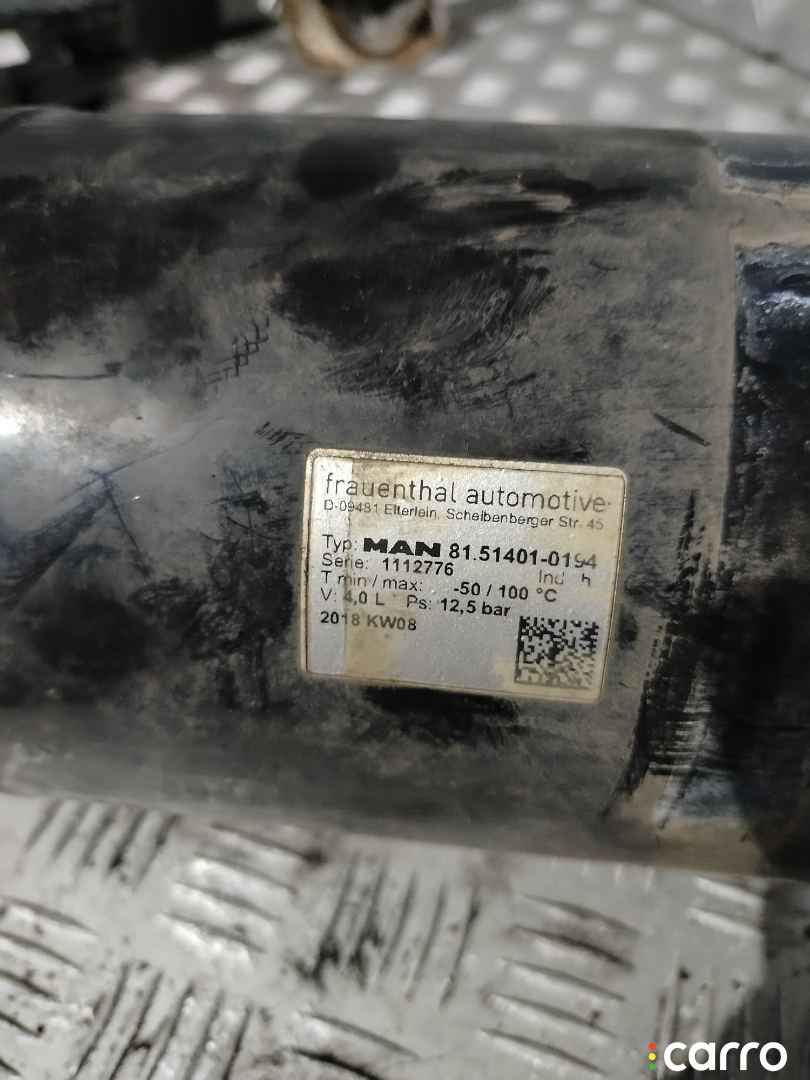 frauenthal automotive
D-09481 Elterlein, Scheibenberger Str. 45
Typ: MAN 81.51401-0194
Serie: 1112776 Ind h
T min / max: -50 / 100 °C
V: 4,0 L Ps: 12,5 bar
2018 KW08
carro